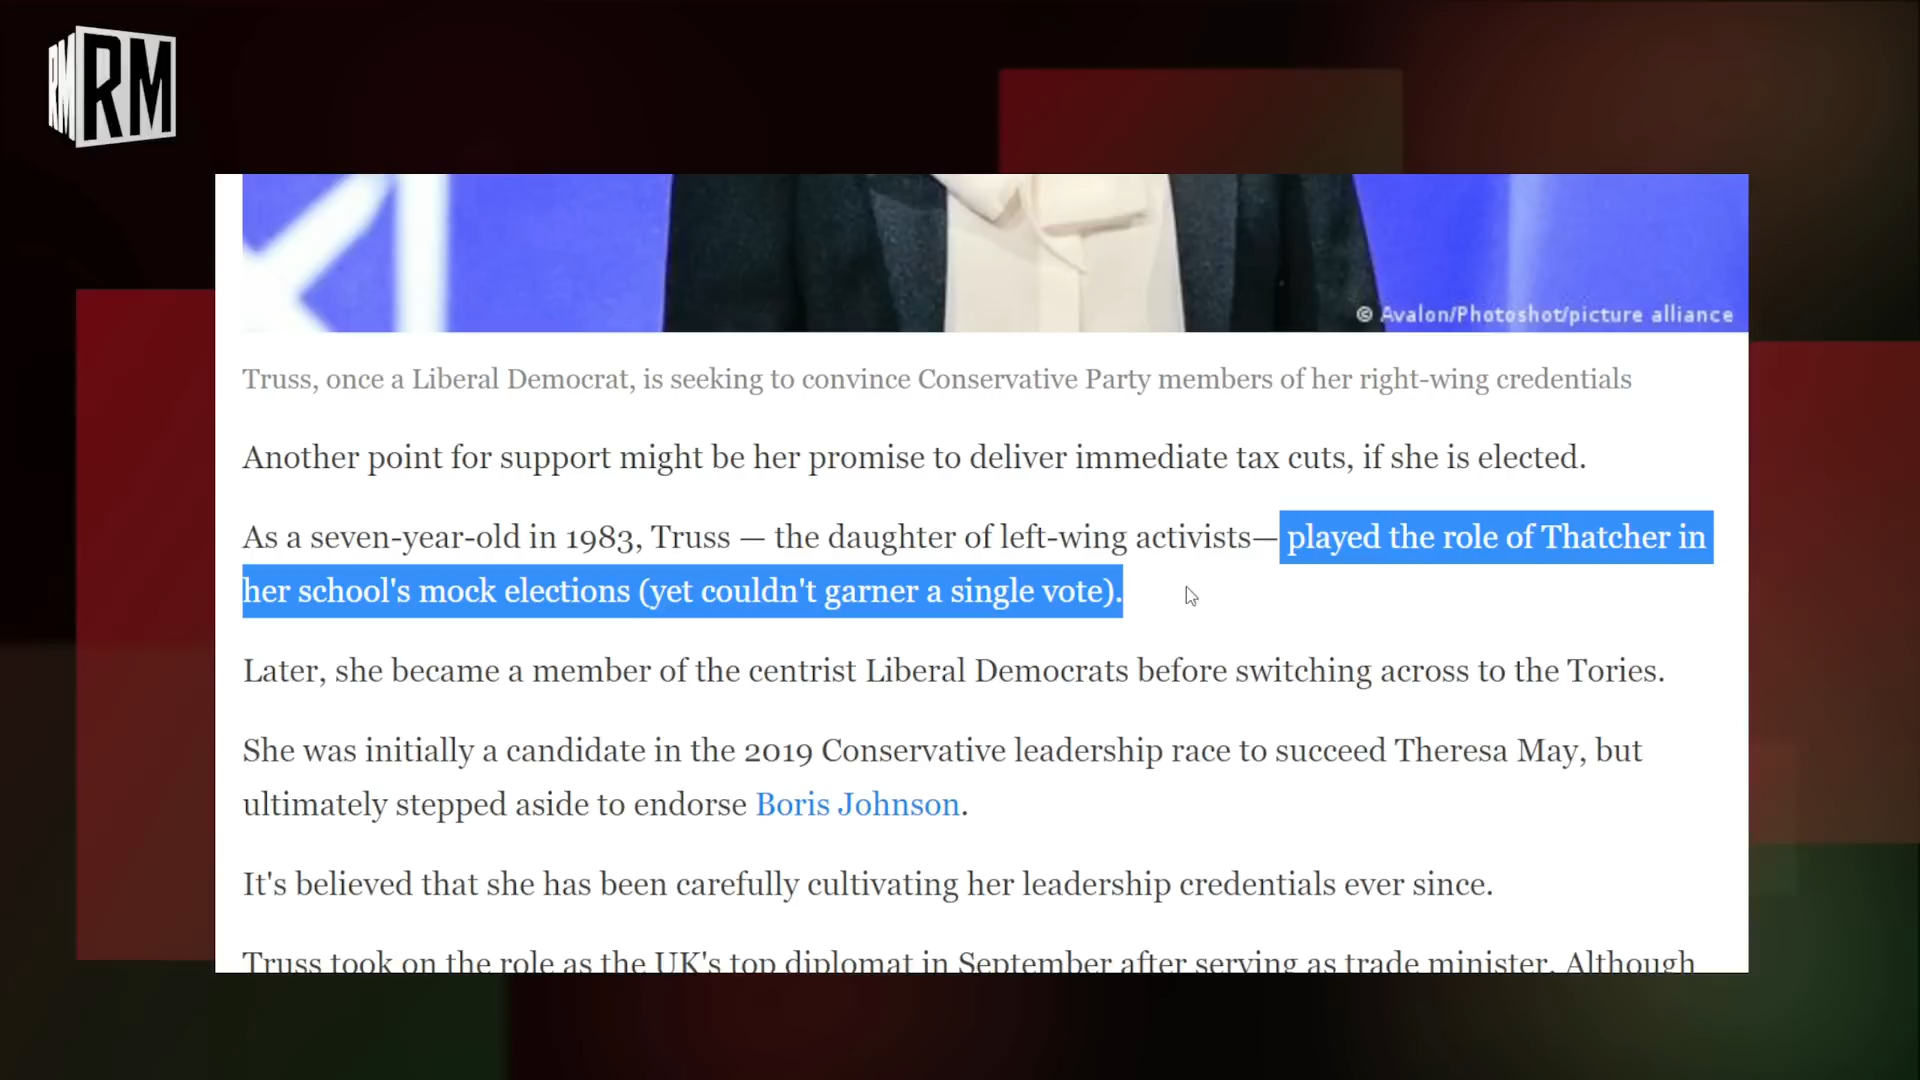 RM RM
© Avalon/Photoshot/picture alliance
Truss, once a Liberal Democrat, is seeking to convince Conservative Party members of her right-wing credentials
Another point for support might be her promise to deliver immediate tax cuts, if she is elected.
As a seven-year-old in 1983, Truss — the daughter of left-wing activists— played the role of Thatcher in
her school's mock elections (yet couldn't garner a single vote).
Later, she became a member of the centrist Liberal Democrats before switching across to the Tories.
She was initially a candidate in the 2019 Conservative leadership race to succeed Theresa May, but
ultimately stepped aside to endorse Boris Johnson.
It's believed that she has been carefully cultivating her leadership credentials ever since.
Truss took on the role as the UK's top diplomat in September after serving as trade minister. Although